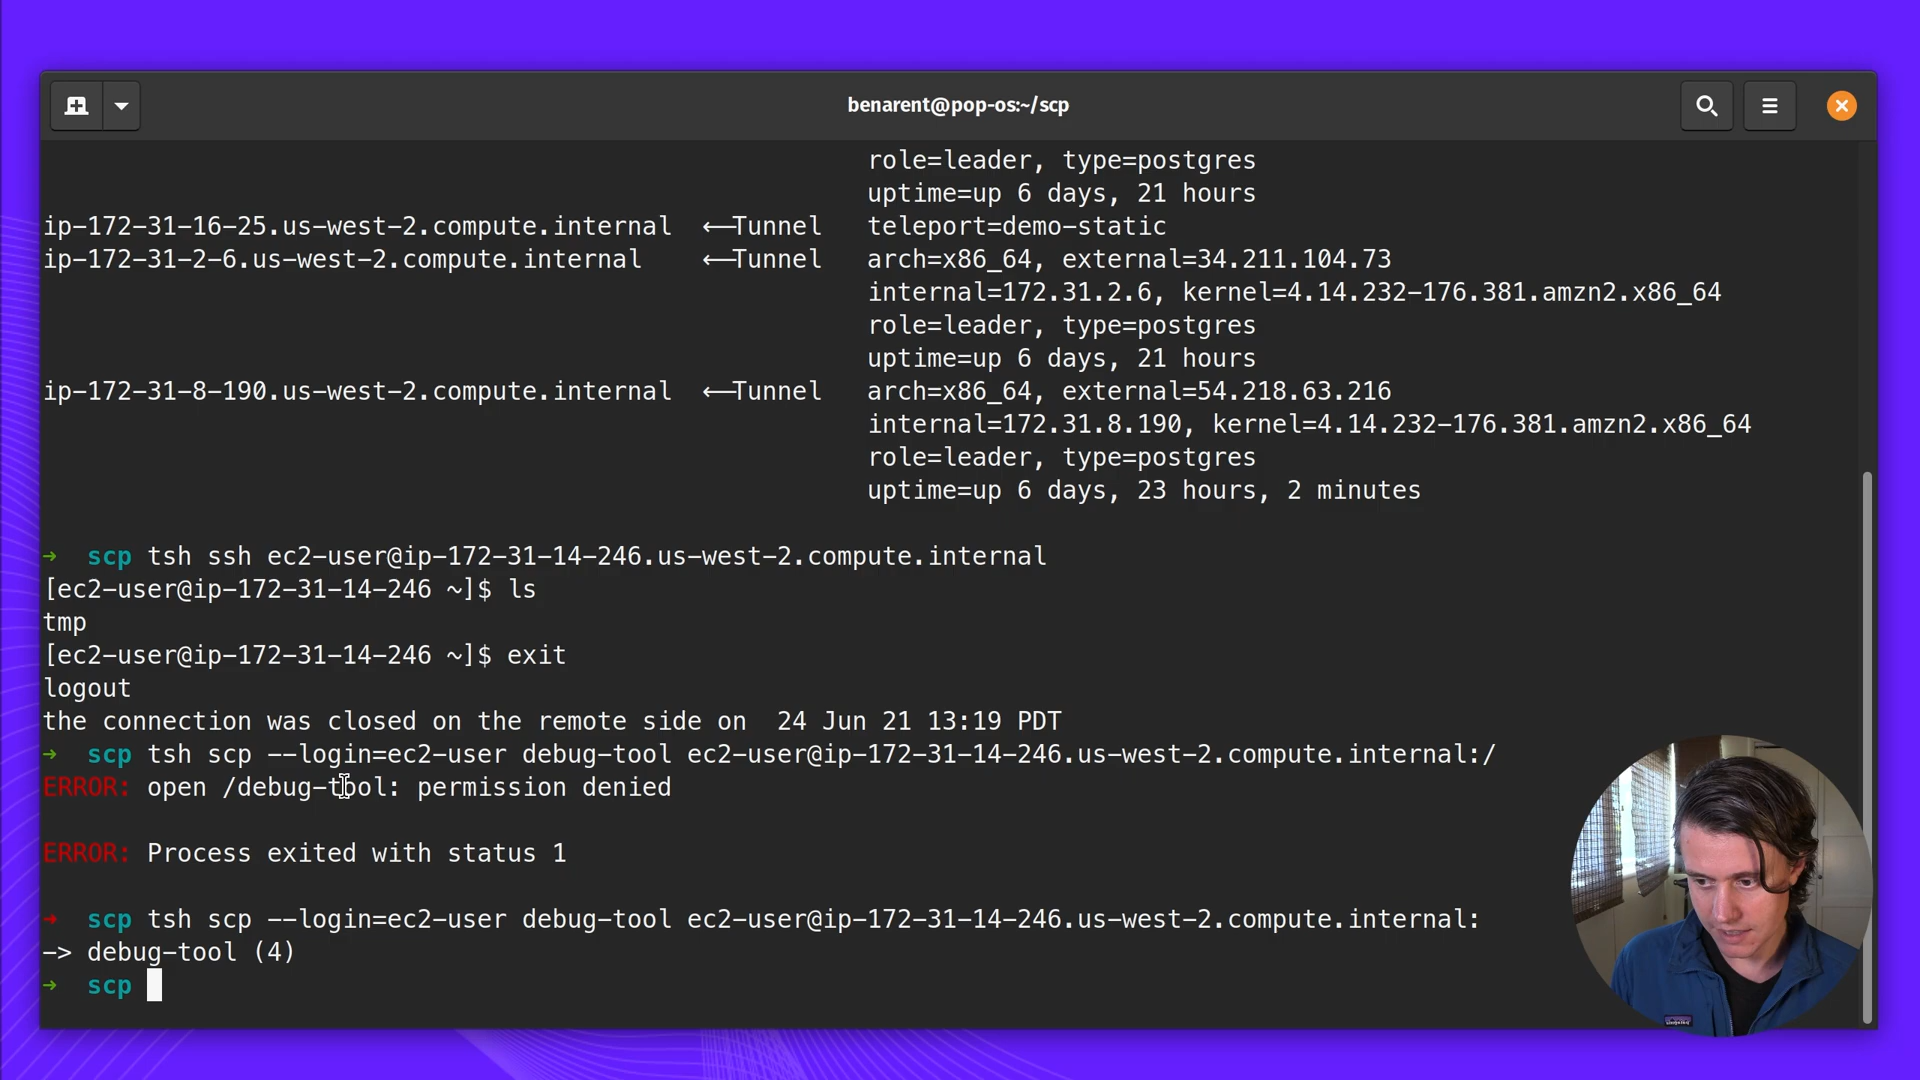 benarent@pop-os:~/scp
role=leader, type=postgres
uptime=up 6 days, 21 hours
ip-172-31-16-25.us-west-2.compute.internal ⟵Tunnel teleport=demo-static
ip-172-31-2-6.us-west-2.compute.internal ⟵Tunnel arch=x86_64, external=34.211.104.73
internal=172.31.2.6, kernel=4.14.232-176.381.amzn2.x86_64
role=leader, type=postgres
uptime=up 6 days, 21 hours
ip-172-31-8-190.us-west-2.compute.internal ⟵Tunnel arch=x86_64, external=54.218.63.216
internal=172.31.8.190, kernel=4.14.232-176.381.amzn2.x86_64
role=leader, type=postgres
uptime=up 6 days, 23 hours, 2 minutes
→ scp tsh ssh ec2-user@ip-172-31-14-246.us-west-2.compute.internal
[ec2-user@ip-172-31-14-246 ~]$ ls
tmp
[ec2-user@ip-172-31-14-246 ~]$ exit
logout
the connection was closed on the remote side on  24 Jun 21 13:19 PDT
→ scp tsh scp --login=ec2-user debug-tool ec2-user@ip-172-31-14-246.us-west-2.compute.internal:/
ERROR: open /debug-tool: permission denied
ERROR: Process exited with status 1
→ scp tsh scp --login=ec2-user debug-tool ec2-user@ip-172-31-14-246.us-west-2.compute.internal:
-> debug-tool (4)
→ scp